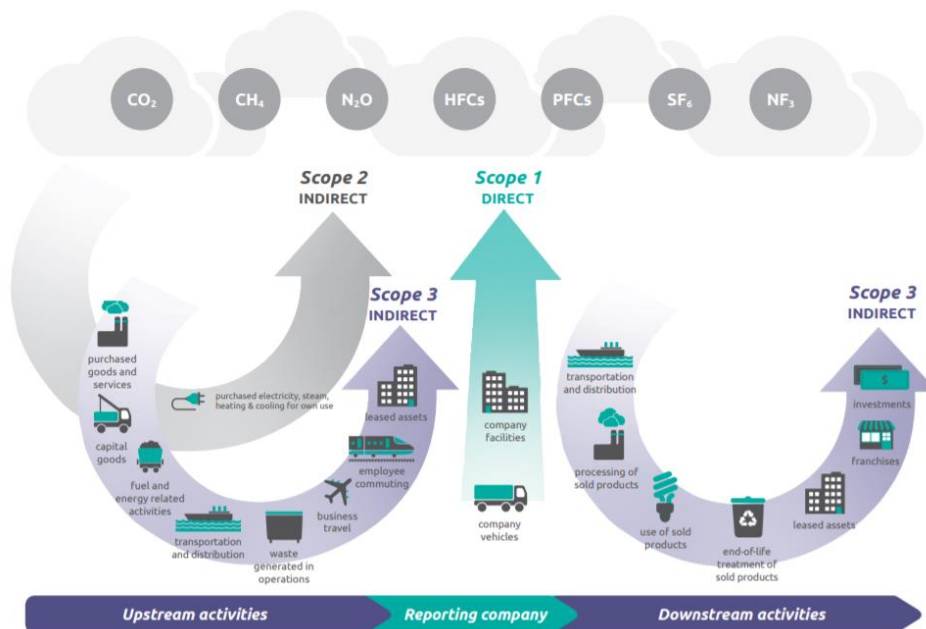 CO₂
CH₄
N₂O
HFCs
PFCs
SF₆
NF₃
Scope 2
INDIRECT
Scope 1
DIRECT
Scope 3
INDIRECT
Scope 3
INDIRECT
purchased
goods and
services
capital
goods
fuel and
energy related
activities
transportation
and distribution
waste
generated in
operations
business
travel
employee
commuting
leased assets
purchased electricity, steam,
heating & cooling for own use
company
facilities
company
vehicles
transportation
and distribution
processing of
sold products
use of sold
products
end-of-life
treatment of
sold products
leased assets
franchises
$
investments
Upstream activities
Reporting company
Downstream activities